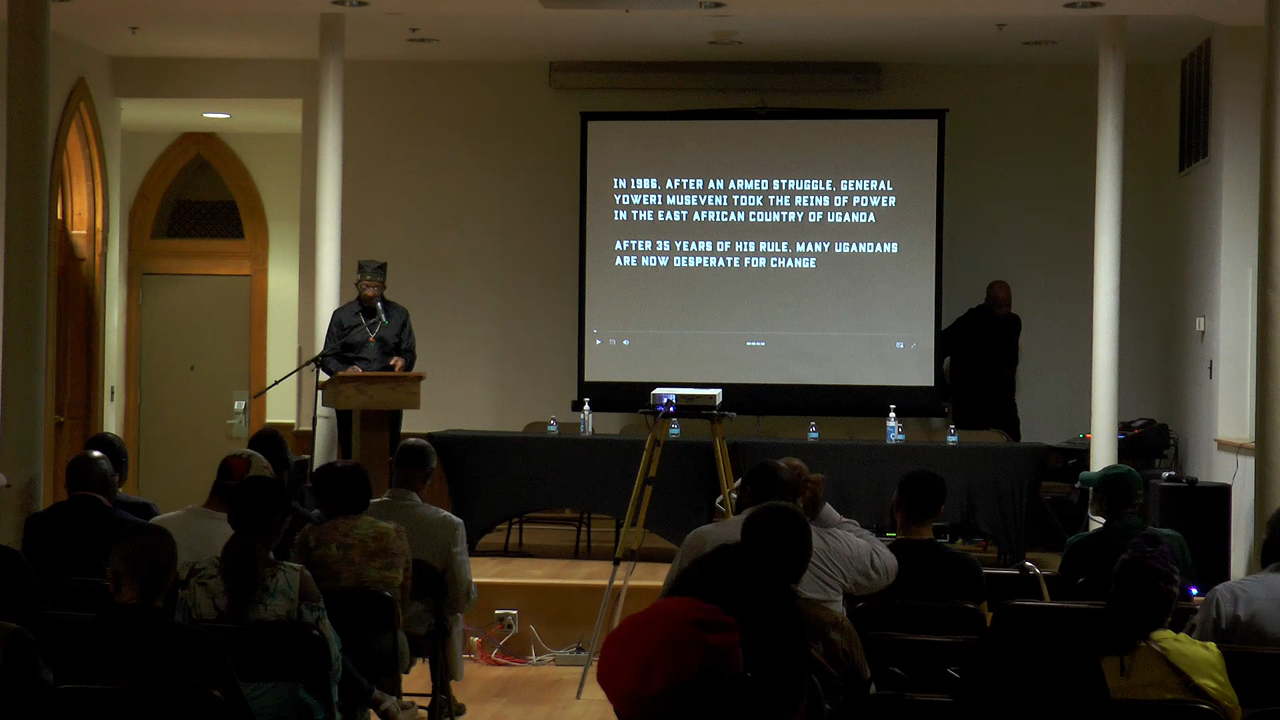 IN 1986, AFTER AN ARMED STRUGGLE, GENERAL
YOWERI MUSEVENI TOOK THE REINS OF POWER
IN THE EAST AFRICAN COUNTRY OF UGANDA
AFTER 35 YEARS OF HIS RULE, MANY UGANDANS
ARE NOW DESPERATE FOR CHANGE